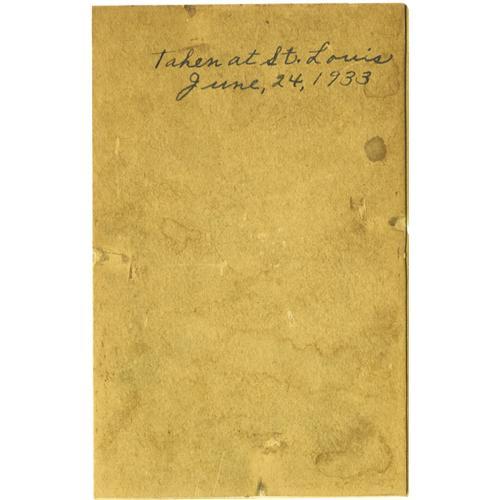 Taken at St. Louis
June, 24, 1933